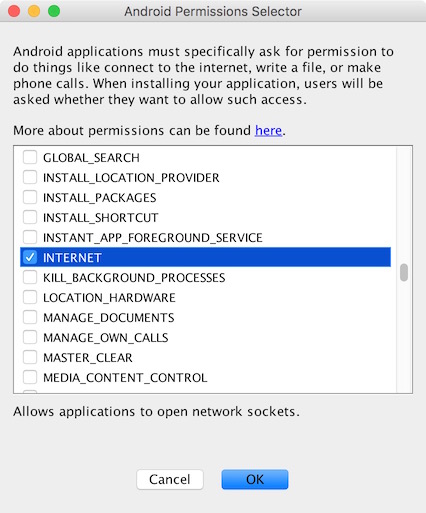 Android Permissions Selector
Android applications must specifically ask for permission to
do things like connect to the internet, write a file, or make
phone calls. When installing your application, users will be
asked whether they want to allow such access.
More about permissions can be found here.
GLOBAL_SEARCH
INSTALL_LOCATION_PROVIDER
INSTALL_PACKAGES
INSTALL_SHORTCUT
INSTANT_APP_FOREGROUND_SERVICE
INTERNET
KILL_BACKGROUND_PROCESSES
LOCATION_HARDWARE
MANAGE_DOCUMENTS
MANAGE_OWN_CALLS
MASTER_CLEAR
MEDIA_CONTENT_CONTROL
Allows applications to open network sockets.
Cancel OK